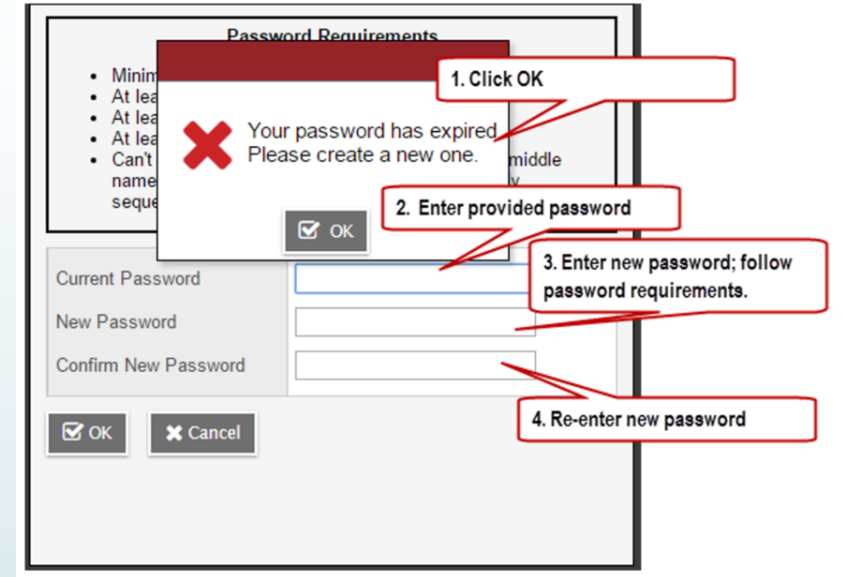 Password Requirements
Minim
At lea
At lea
At lea
Can't
middle
name
seque
Your password has expired
Please create a new one.
OK
1. Click OK
2. Enter provided password
3. Enter new password; follow
password requirements.
Current Password
New Password
Confirm New Password
4. Re-enter new password
OK
Cancel